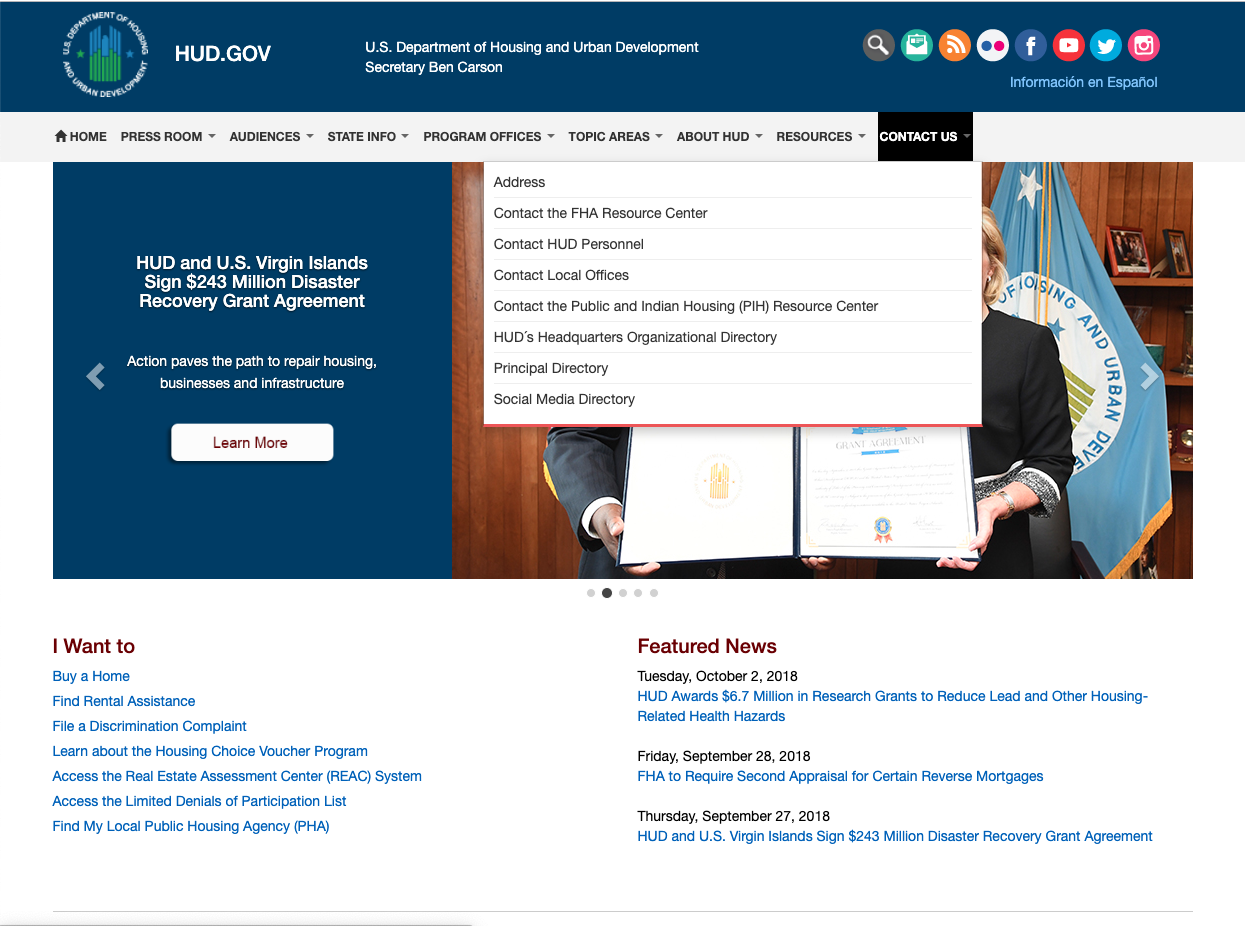 U.S. DEPARTMENT OF HOUSING
AND URBAN DEVELOPMENT
HUD.GOV
U.S. Department of Housing and Urban Development
Secretary Ben Carson
Información en Español
HOME PRESS ROOM AUDIENCES STATE INFO PROGRAM OFFICES TOPIC AREAS ABOUT HUD RESOURCES CONTACT US
Address
Contact the FHA Resource Center
Contact HUD Personnel
Contact Local Offices
Contact the Public and Indian Housing (PIH) Resource Center
HUD´s Headquarters Organizational Directory
Principal Directory
Social Media Directory
HUD and U.S. Virgin Islands
Sign $243 Million Disaster
Recovery Grant Agreement
Action paves the path to repair housing,
businesses and infrastructure
Learn More
OF HOUSING AND URBAN DEVE
GRANT AGREEMENT
I Want to
Buy a Home
Find Rental Assistance
File a Discrimination Complaint
Learn about the Housing Choice Voucher Program
Access the Real Estate Assessment Center (REAC) System
Access the Limited Denials of Participation List
Find My Local Public Housing Agency (PHA)
Featured News
Tuesday, October 2, 2018
HUD Awards $6.7 Million in Research Grants to Reduce Lead and Other Housing-
Related Health Hazards
Friday, September 28, 2018
FHA to Require Second Appraisal for Certain Reverse Mortgages
Thursday, September 27, 2018
HUD and U.S. Virgin Islands Sign $243 Million Disaster Recovery Grant Agreement